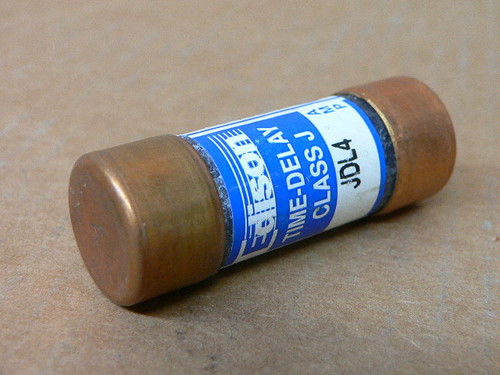 Edison
TIME-DELAY
CLASS J
AMP
JDL4